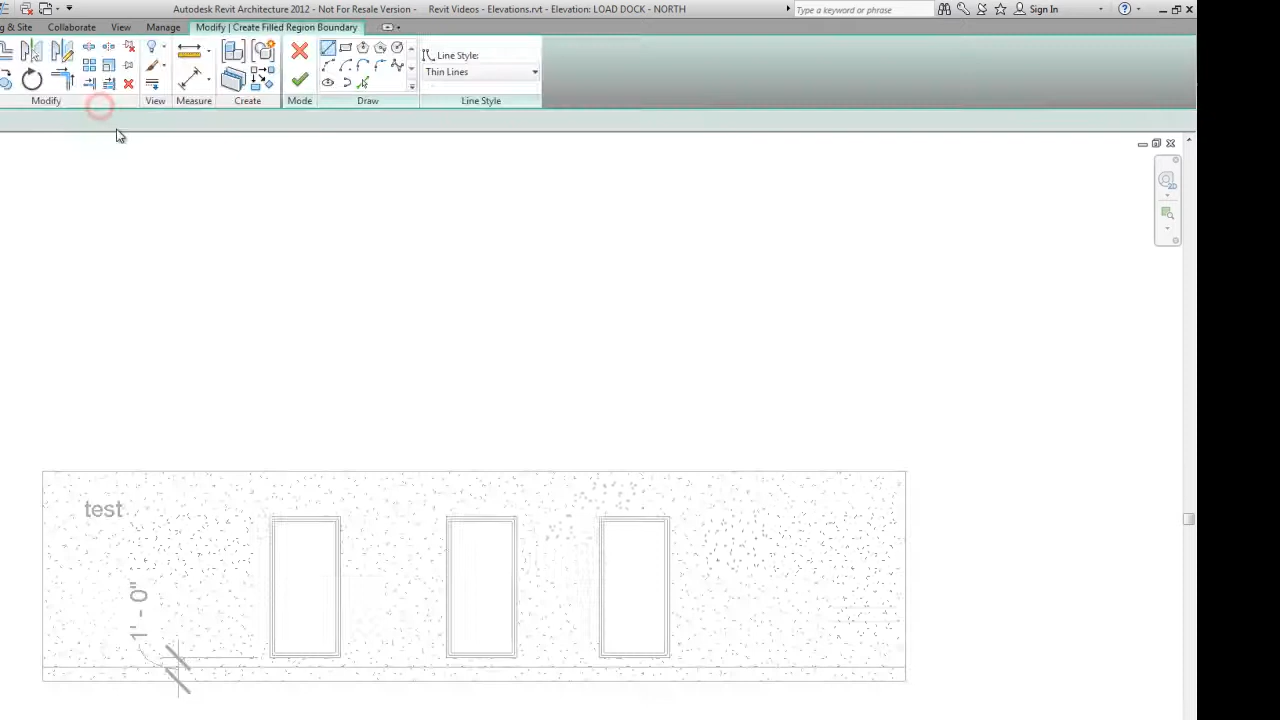 Autodesk Revit Architecture 2012 - Not For Resale Version - Revit Videos - Elevations.rvt - Elevation: LOAD DOCK - NORTH
Type a keyword or phrase
Sign In
g & Site Collaborate View Manage Modify | Create Filled Region Boundary
Line Style:
Thin Lines
Modify View Measure Create Mode Draw Line Style
2D
test
1' - 0"